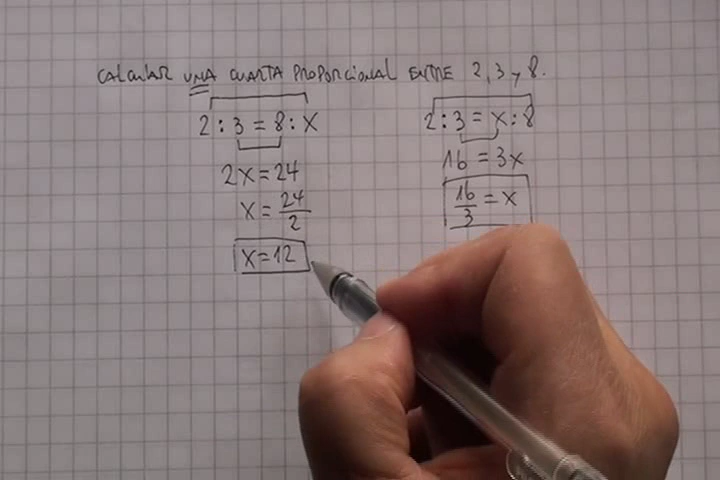 CALCULAR UNA CUARTA PROPORCIONAL ENTRE 2, 3 y 8.
2 : 3 = 8 : X
2X = 24
X = 24/2
X = 12
2 : 3 = X : 8
16 = 3X
16/3 = X